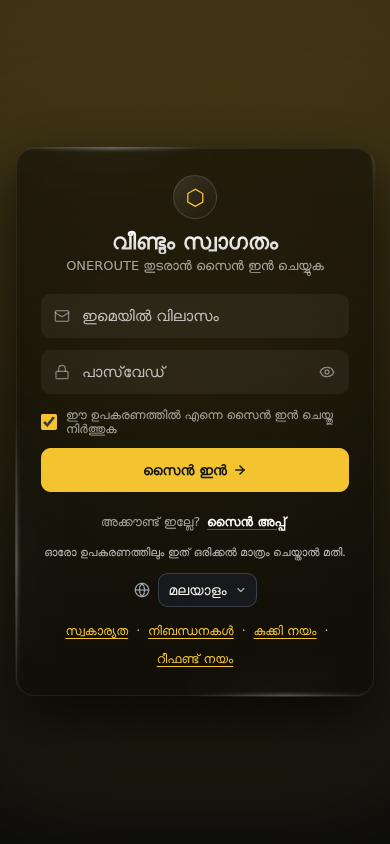 വീണ്ടും സ്വാഗതം
ONEROUTE തുടരാൻ സൈൻ ഇൻ ചെയ്യുക
ഇമെയിൽ വിലാസം
പാസ്‌വേഡ്
ഈ ഉപകരണത്തിൽ എന്നെ സൈൻ ഇൻ ചെയ്തു
നിർത്തുക
സൈൻ ഇൻ →
അക്കൗണ്ട് ഇല്ലേ? സൈൻ അപ്പ്
ഓരോ ഉപകരണത്തിലും ഇത് ഒരിക്കൽ മാത്രം ചെയ്താൽ മതി.
മലയാളം
സ്വകാര്യത · നിബന്ധനകൾ · കുക്കി നയം ·
റീഫണ്ട് നയം